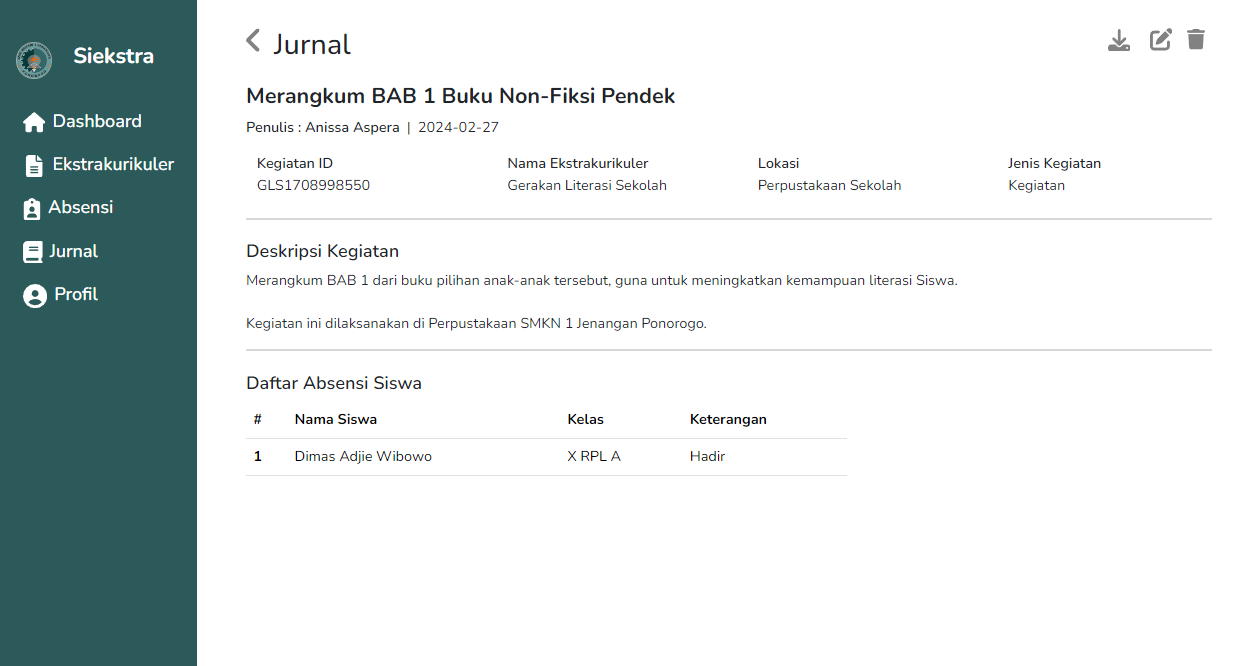 Siekstra
Dashboard
Ekstrakurikuler
Absensi
Jurnal
Profil
Jurnal
Merangkum BAB 1 Buku Non-Fiksi Pendek
Penulis : Anissa Aspera | 2024-02-27
Kegiatan ID Nama Ekstrakurikuler Lokasi Jenis Kegiatan
GLS1708998550 Gerakan Literasi Sekolah Perpustakaan Sekolah Kegiatan
Deskripsi Kegiatan
Merangkum BAB 1 dari buku pilihan anak-anak tersebut, guna untuk meningkatkan kemampuan literasi Siswa.
Kegiatan ini dilaksanakan di Perpustakaan SMKN 1 Jenangan Ponorogo.
Daftar Absensi Siswa
# Nama Siswa Kelas Keterangan
1 Dimas Adjie Wibowo X RPL A Hadir